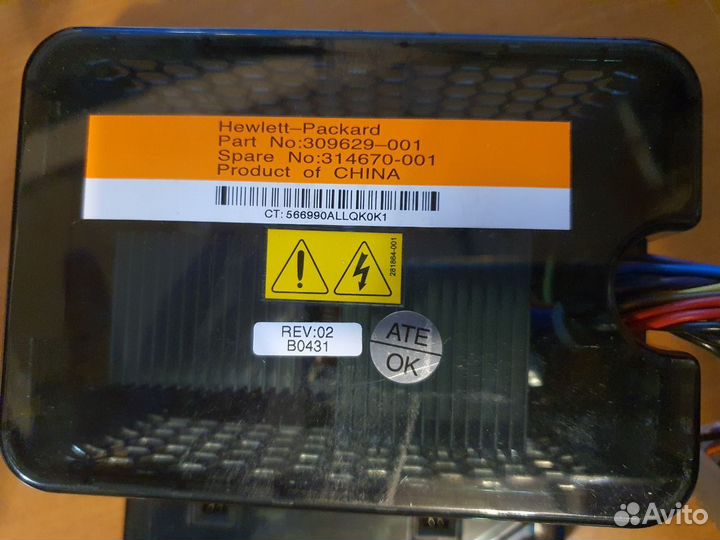 Hewlett-Packard
Part No:309629-001
Spare No:314670-001
Product of CHINA
CT: 566990ALLQK0K1
281864-001
REV:02
B0431
ATE
OK
Avito